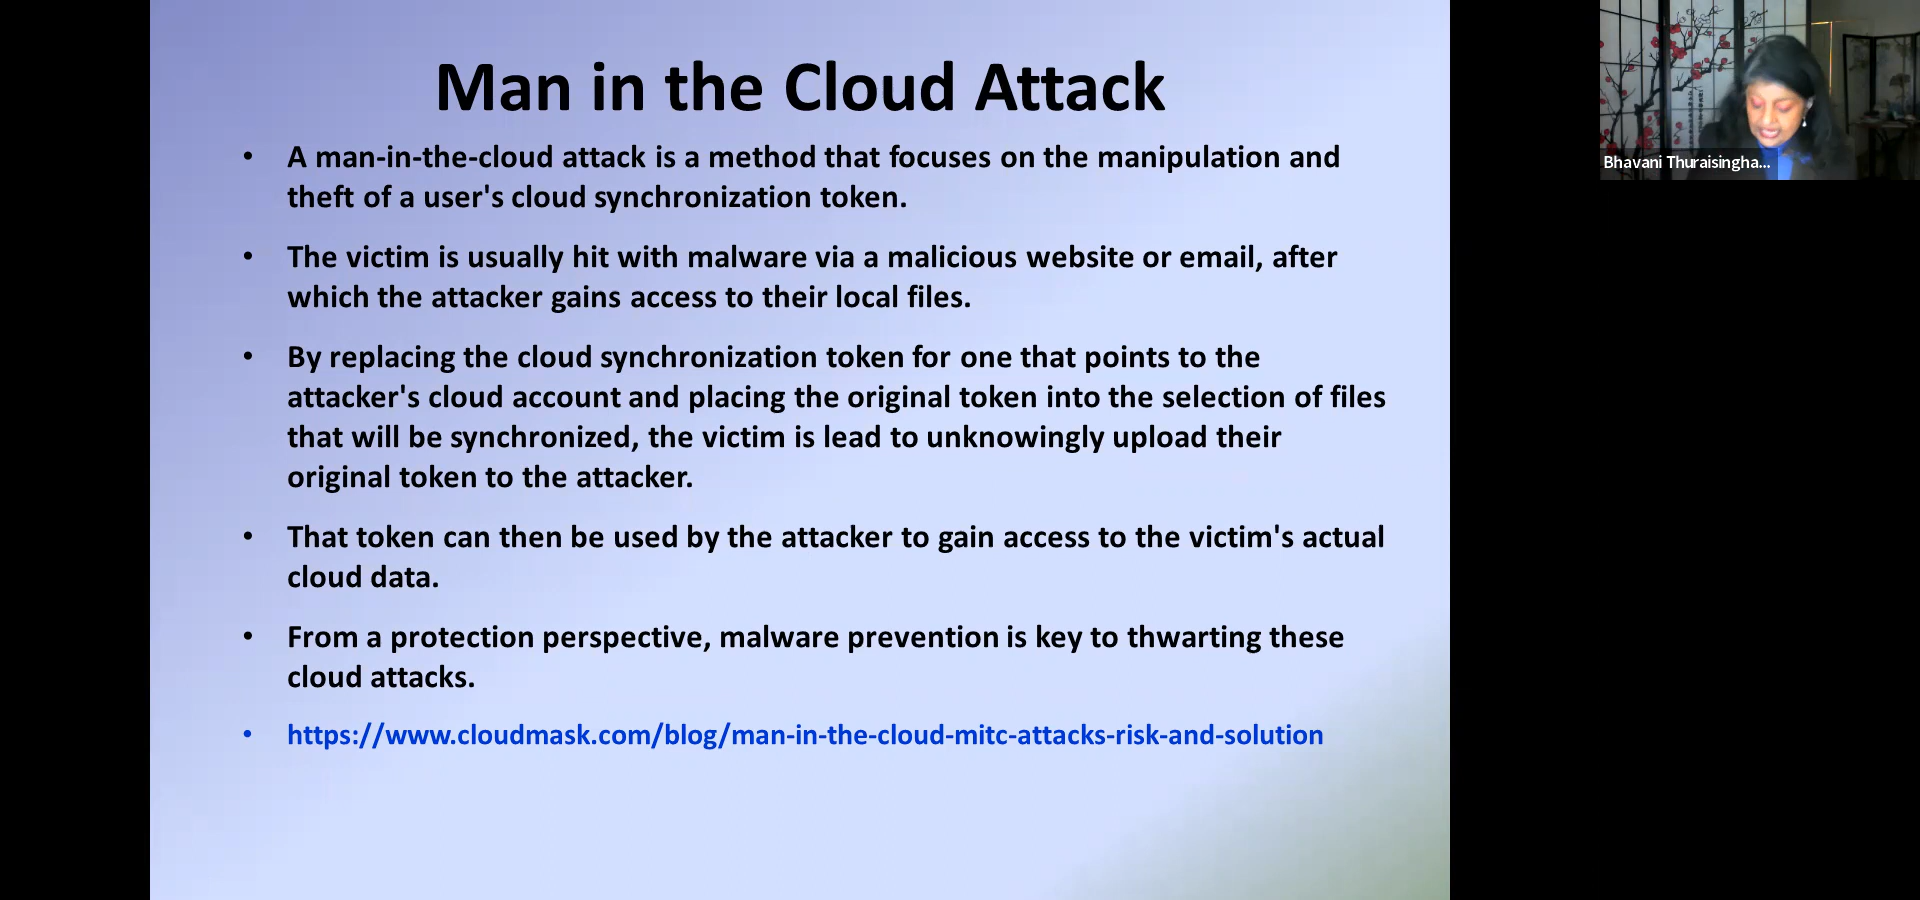 Man in the Cloud Attack
• A man-in-the-cloud attack is a method that focuses on the manipulation and
theft of a user's cloud synchronization token.
• The victim is usually hit with malware via a malicious website or email, after
which the attacker gains access to their local files.
• By replacing the cloud synchronization token for one that points to the
attacker's cloud account and placing the original token into the selection of files
that will be synchronized, the victim is lead to unknowingly upload their
original token to the attacker.
• That token can then be used by the attacker to gain access to the victim's actual
cloud data.
• From a protection perspective, malware prevention is key to thwarting these
cloud attacks.
• https://www.cloudmask.com/blog/man-in-the-cloud-mitc-attacks-risk-and-solution
Bhavani Thuraisingha...